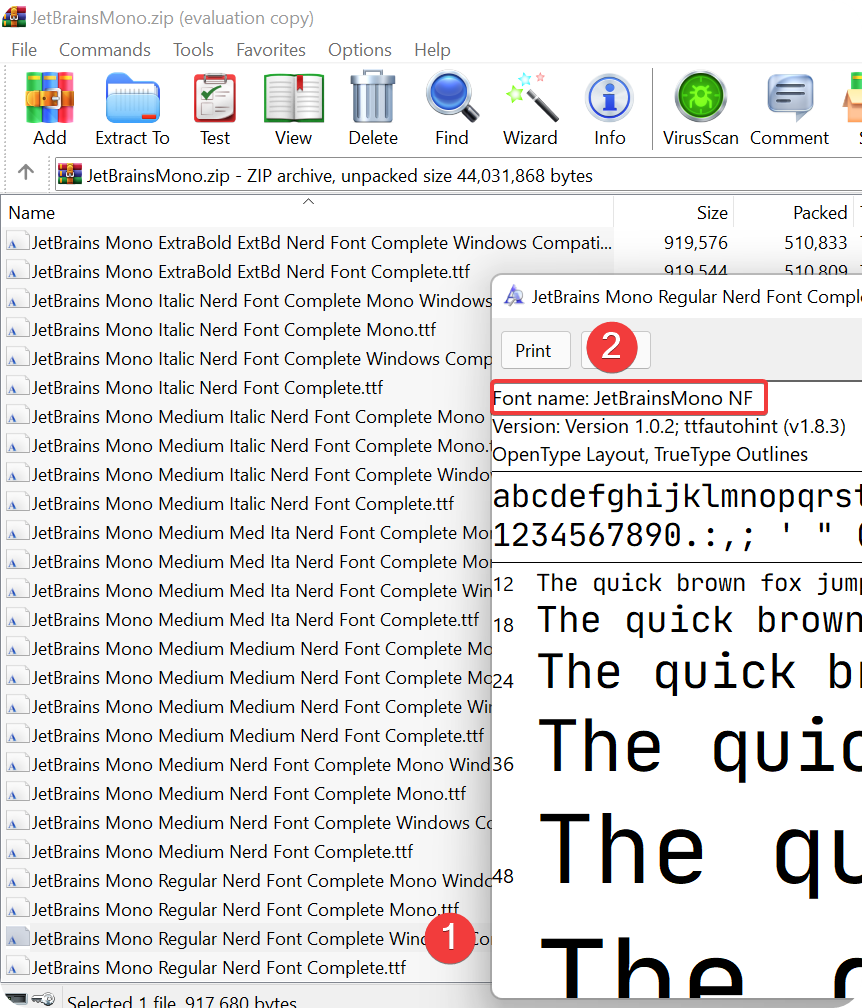 JetBrainsMono.zip (evaluation copy)
File Commands Tools Favorites Options Help
Add Extract To Test View Delete Find Wizard Info VirusScan Comment
JetBrainsMono.zip - ZIP archive, unpacked size 44,031,868 bytes
Name Size Packed
JetBrains Mono ExtraBold ExtBd Nerd Font Complete Windows Compati... 919,576 510,833
JetBrains Mono ExtraBold ExtBd Nerd Font Complete.ttf 919,544 510,809
JetBrains Mono Italic Nerd Font Complete Mono Windows
JetBrains Mono Italic Nerd Font Complete Mono.ttf
JetBrains Mono Italic Nerd Font Complete Windows Comp
JetBrains Mono Italic Nerd Font Complete.ttf
JetBrains Mono Medium Italic Nerd Font Complete Mono
JetBrains Mono Medium Italic Nerd Font Complete Mono.
JetBrains Mono Medium Italic Nerd Font Complete Windo
JetBrains Mono Medium Italic Nerd Font Complete.ttf
JetBrains Mono Medium Med Ita Nerd Font Complete Mo
JetBrains Mono Medium Med Ita Nerd Font Complete Mo
JetBrains Mono Medium Med Ita Nerd Font Complete Win
JetBrains Mono Medium Med Ita Nerd Font Complete.ttf
JetBrains Mono Medium Medium Nerd Font Complete Mo
JetBrains Mono Medium Medium Nerd Font Complete Mo
JetBrains Mono Medium Medium Nerd Font Complete Wi
JetBrains Mono Medium Medium Nerd Font Complete.ttf
JetBrains Mono Medium Nerd Font Complete Mono Wind
JetBrains Mono Medium Nerd Font Complete Mono.ttf
JetBrains Mono Medium Nerd Font Complete Windows Co
JetBrains Mono Medium Nerd Font Complete.ttf
JetBrains Mono Regular Nerd Font Complete Mono Windo
JetBrains Mono Regular Nerd Font Complete Mono.ttf
JetBrains Mono Regular Nerd Font Complete Win 1 Co
JetBrains Mono Regular Nerd Font Complete.ttf
Selected 1 file, 917,680 bytes
JetBrains Mono Regular Nerd Font Comple
Print 2
Font name: JetBrainsMono NF
Version: Version 1.0.2; ttfautohint (v1.8.3)
OpenType Layout, TrueType Outlines
abcdefghijklmnopqrst
1234567890.:,; ' " (
12 The quick brown fox jump
18 The quick brown
24 The quick br
36 The quic
48 The qu
The q